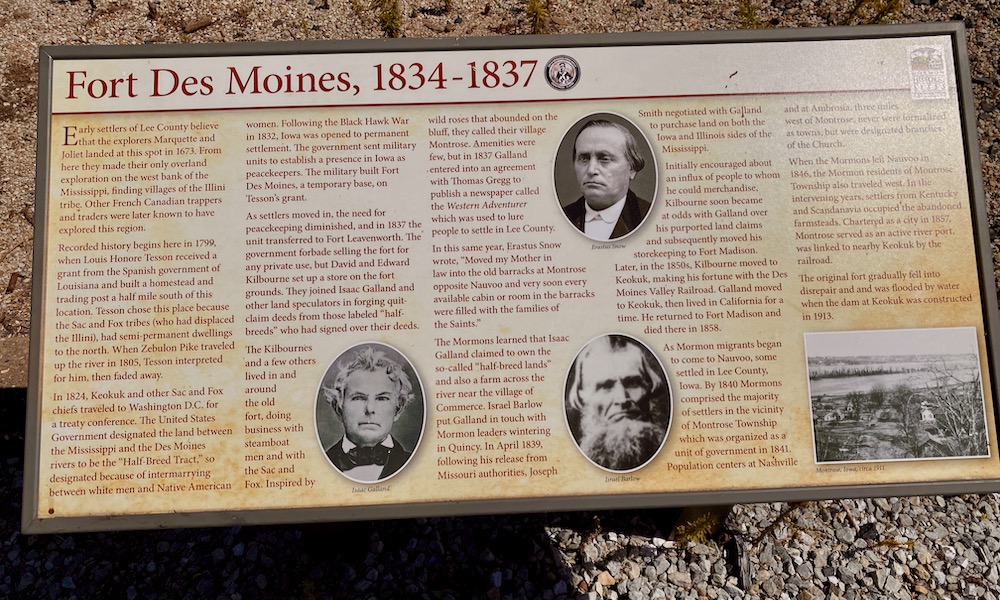 Fort Des Moines, 1834-1837
Early settlers of Lee County believe
that the explorers Marquette and
Joliet landed at this spot in 1673. From
here they made their only overland
exploration on the west bank of the
Mississippi, finding villages of the Illini
tribe. Other French Canadian trappers
and traders were later known to have
explored this region.
Recorded history begins here in 1799,
when Louis Honore Tesson received a
grant from the Spanish government of
Louisiana and built a homestead and
trading post a half mile south of this
location. Tesson chose this place because
the Sac and Fox tribes (who had displaced
the Illini), had semi-permanent dwellings
to the north. When Zebulon Pike traveled
up the river in 1805, Tesson interpreted
for him, then faded away.
In 1824, Keokuk and other Sac and Fox
chiefs traveled to Washington D.C. for
a treaty conference. The United States
Government designated the land between
the Mississippi and the Des Moines
rivers to be the "Half-Breed Tract," so
designated because of intermarrying
between white men and Native American
women. Following the Black Hawk War
in 1832, Iowa was opened to permanent
settlement. The government sent military
units to establish a presence in Iowa as
peacekeepers. The military built Fort
Des Moines, a temporary base, on
Tesson's grant.
As settlers moved in, the need for
peacekeeping diminished, and in 1837 the
unit transferred to Fort Leavenworth. The
government forbade selling the fort for
any private use, but David and Edward
Kilbourne set up a store on the fort
grounds. They joined Isaac Galland and
other land speculators in forging quit-
claim deeds from those labeled "half-
breeds" who had signed over their deeds.
The Kilbournes
and a few others
lived in and
around
the old
fort, doing
business with
steamboat
men and with
the Sac and
Fox. Inspired by
Isaac Galland
wild roses that abounded on the
bluff, they called their village
Montrose. Amenities were
few, but in 1837 Galland
entered into an agreement
with Thomas Gregg to
publish a newspaper called
the Western Adventurer
which was used to lure
people to settle in Lee County.
In this same year, Erastus Snow
wrote, "Moved my Mother in
law into the old barracks at Montrose
opposite Nauvoo and very soon every
available cabin or room in the barracks
were filled with the families of
the Saints."
The Mormons learned that Isaac
Galland claimed to own the
so-called "half-breed lands"
and also a farm across the
river near the village of
Commerce. Israel Barlow
put Galland in touch with
Mormon leaders wintering
in Quincy. In April 1839,
following his release from
Missouri authorities, Joseph
Erastus Snow
Israel Barlow
Smith negotiated with Galland
to purchase land on both the
Iowa and Illinois sides of the
Mississippi.
Initially encouraged about
an influx of people to whom
he could merchandise,
Kilbourne soon became
at odds with Galland over
his purported land claims
and subsequently moved his
storekeeping to Fort Madison.
Later, in the 1850s, Kilbourne moved to
Keokuk, making his fortune with the Des
Moines Valley Railroad. Galland moved
to Keokuk, then lived in California for a
time. He returned to Fort Madison and
died there in 1858.
As Mormon migrants began
to come to Nauvoo, some
settled in Lee County,
Iowa. By 1840 Mormons
comprised the majority
of settlers in the vicinity
of Montrose Township
which was organized as a
unit of government in 1841.
Population centers at Nashville
and at Ambrosia, three miles
west of Montrose, never were formalized
as towns, but were designated branches
of the Church.
When the Mormons left Nauvoo in
1846, the Mormon residents of Montrose
Township also traveled west. In the
intervening years, settlers from Kentucky
and Scandanavia occupied the abandoned
farmsteads. Chartered as a city in 1857,
Montrose served as an active river port,
was linked to nearby Keokuk by the
railroad.
The original fort gradually fell into
disrepair and and was flooded by water
when the dam at Keokuk was constructed
in 1913.
Montrose, Iowa, circa 1911.